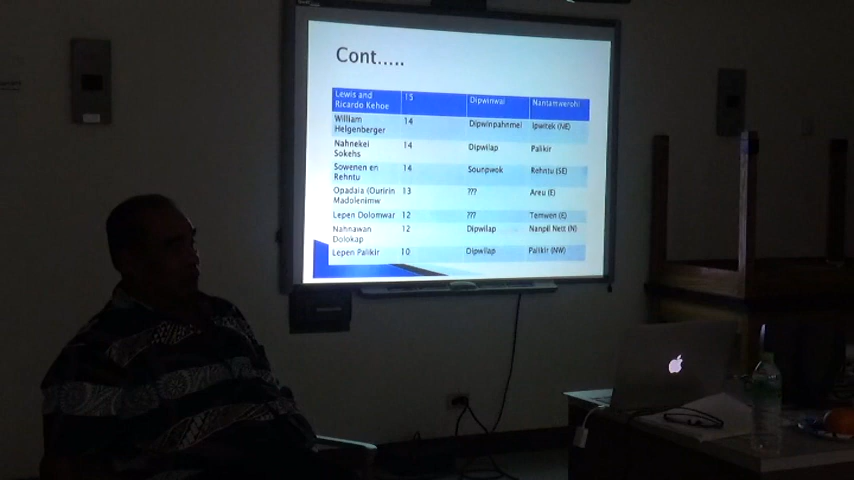 Cont.....
Lewis and Ricardo Kehoe 15 Dipwinwai Nantamwerohi
William Helgenberger 14 Dipwinpahnmei Ipwitek (NE)
Nahnekei Sokehs 14 Dipwilap Palikir
Sowenen en Rehntu 14 Sounpwok Rehntu (SE)
Opadaia (Ouririn Madolenimw 13 ??? Areu (E)
Lepen Dolomwar 12 ??? Temwen (E)
Nahnawan Dolokap 12 Dipwilap Nanpil Nett (N)
Lepen Palikir 10 Dipwilap Palikir (NW)